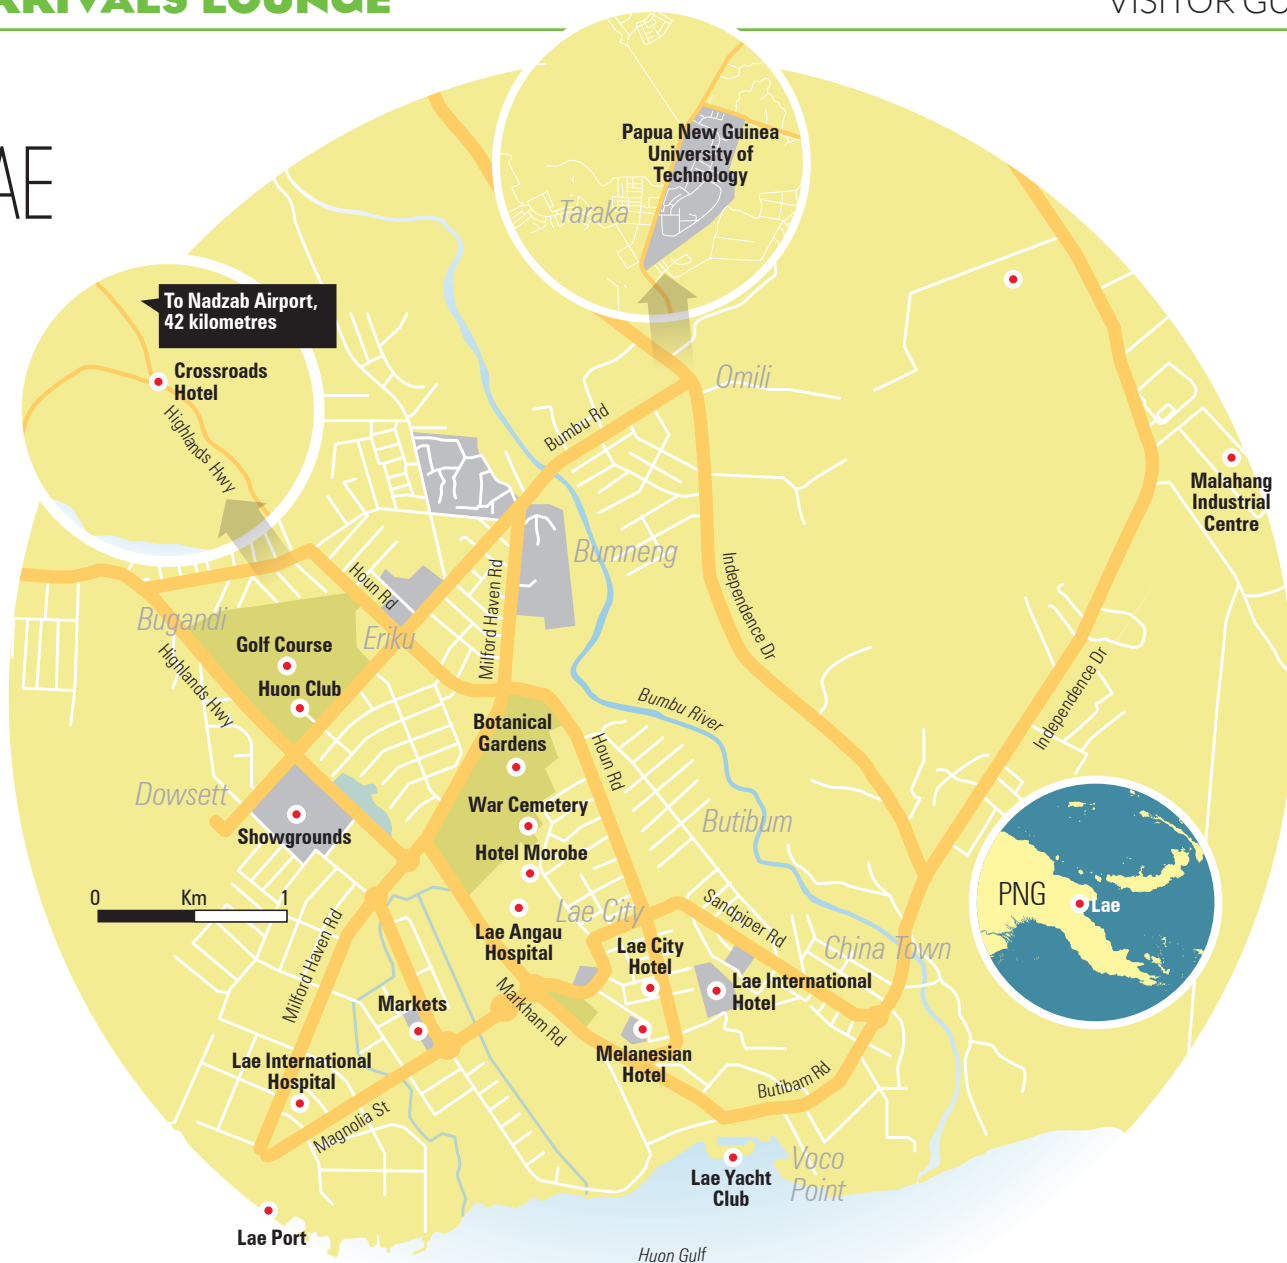 ARRIVALS LOUNGE
VISITOR GU
AE
Papua New Guinea
University of
Technology
Taraka
To Nadzab Airport,
42 kilometres
Crossroads
Hotel
Highlands Hwy
Omili
Bumbu Rd
Malahang
Industrial
Centre
Bumneng
Houn Rd
Milford Haven Rd
Independence Dr
Bugandi
Eriku
Golf Course
Huon Club
Highlands Hwy
Bumbu River
Independence Dr
Botanical
Gardens
Houn Rd
Dowsett
War Cemetery
Butibum
Showgrounds
Hotel Morobe
0 Km 1
PNG
Lae
Lae City
Sandpiper Rd
Lae Angau
Hospital
Lae City
Hotel
China Town
Milford Haven Rd
Lae International
Hotel
Markets
Markham Rd
Melanesian
Hotel
Lae International
Hospital
Butibam Rd
Magnolia St
Lae Yacht
Club
Voco
Point
Lae Port
Huon Gulf